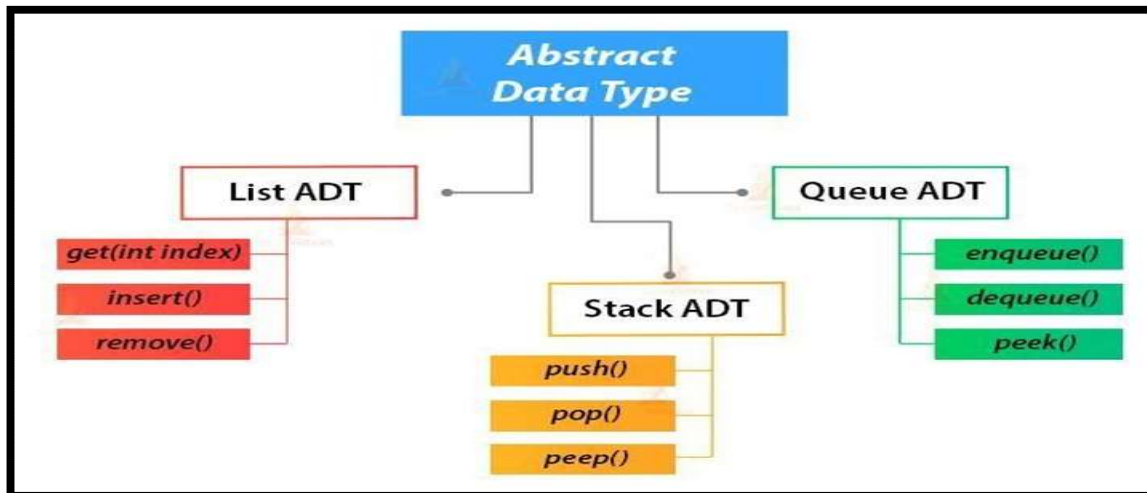 Abstract
Data Type
List ADT
get(int index)
insert()
remove()
Stack ADT
push()
pop()
peep()
Queue ADT
enqueue()
dequeue()
peek()